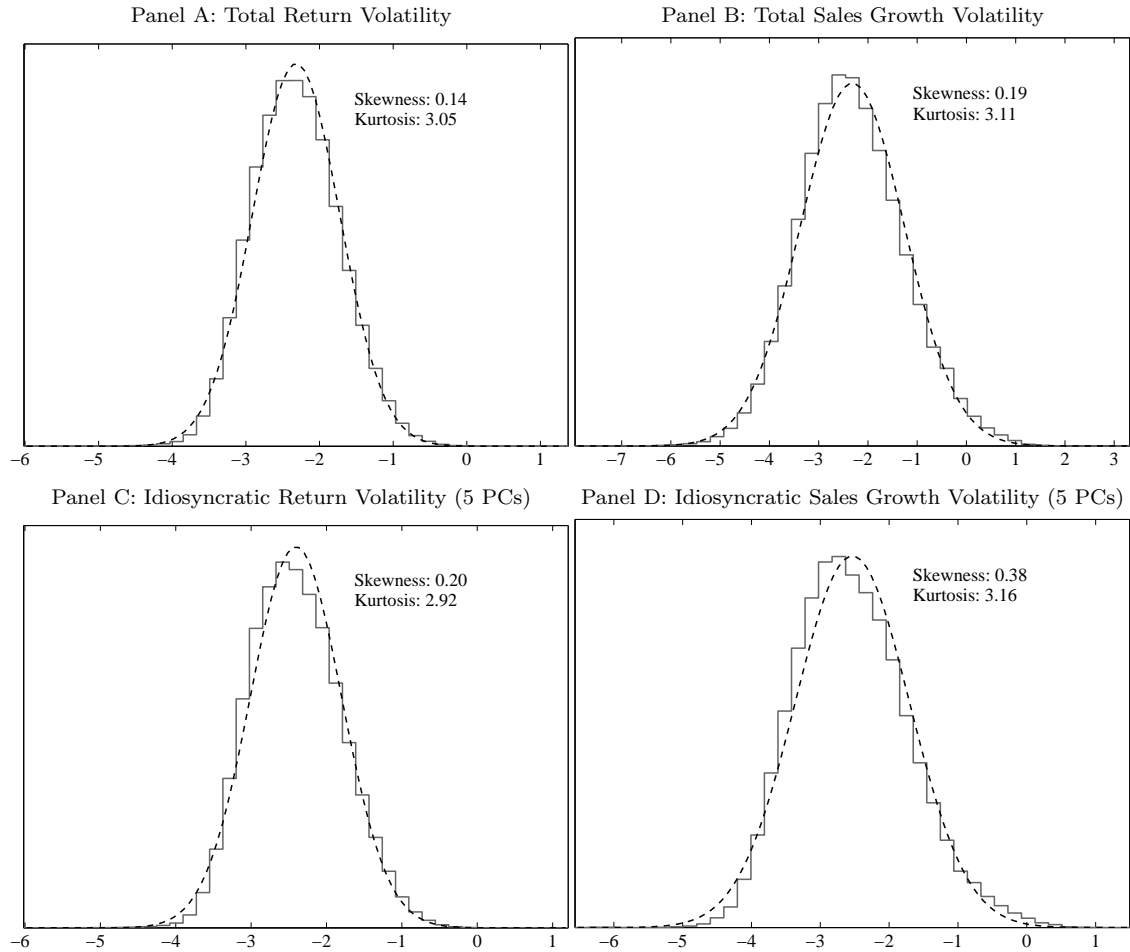 Panel A: Total Return Volatility
Skewness: 0.14
Kurtosis: 3.05
−6 −5 −4 −3 −2 −1 0 1
Panel B: Total Sales Growth Volatility
Skewness: 0.19
Kurtosis: 3.11
−7 −6 −5 −4 −3 −2 −1 0 1 2 3
Panel C: Idiosyncratic Return Volatility (5 PCs)
Skewness: 0.20
Kurtosis: 2.92
−6 −5 −4 −3 −2 −1 0 1
Panel D: Idiosyncratic Sales Growth Volatility (5 PCs)
Skewness: 0.38
Kurtosis: 3.16
−6 −5 −4 −3 −2 −1 0 1